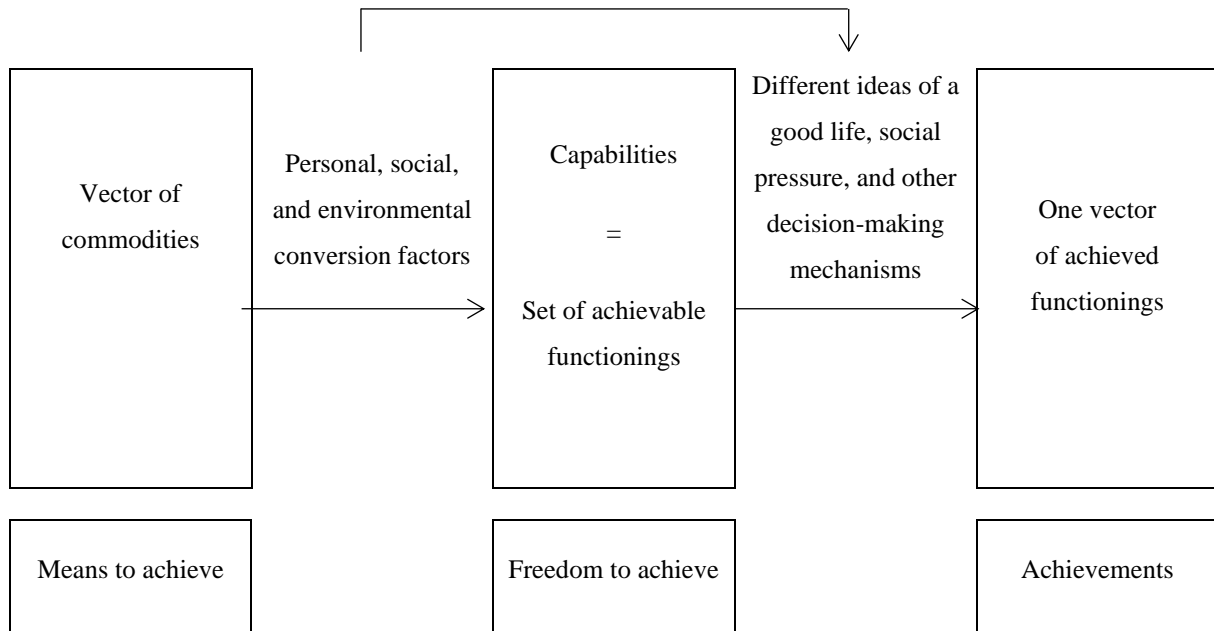 Vector of
commodities
Personal, social,
and environmental
conversion factors
Capabilities
=
Set of achievable
functionings
Different ideas of a
good life, social
pressure, and other
decision-making
mechanisms
One vector
of achieved
functionings
Means to achieve
Freedom to achieve
Achievements